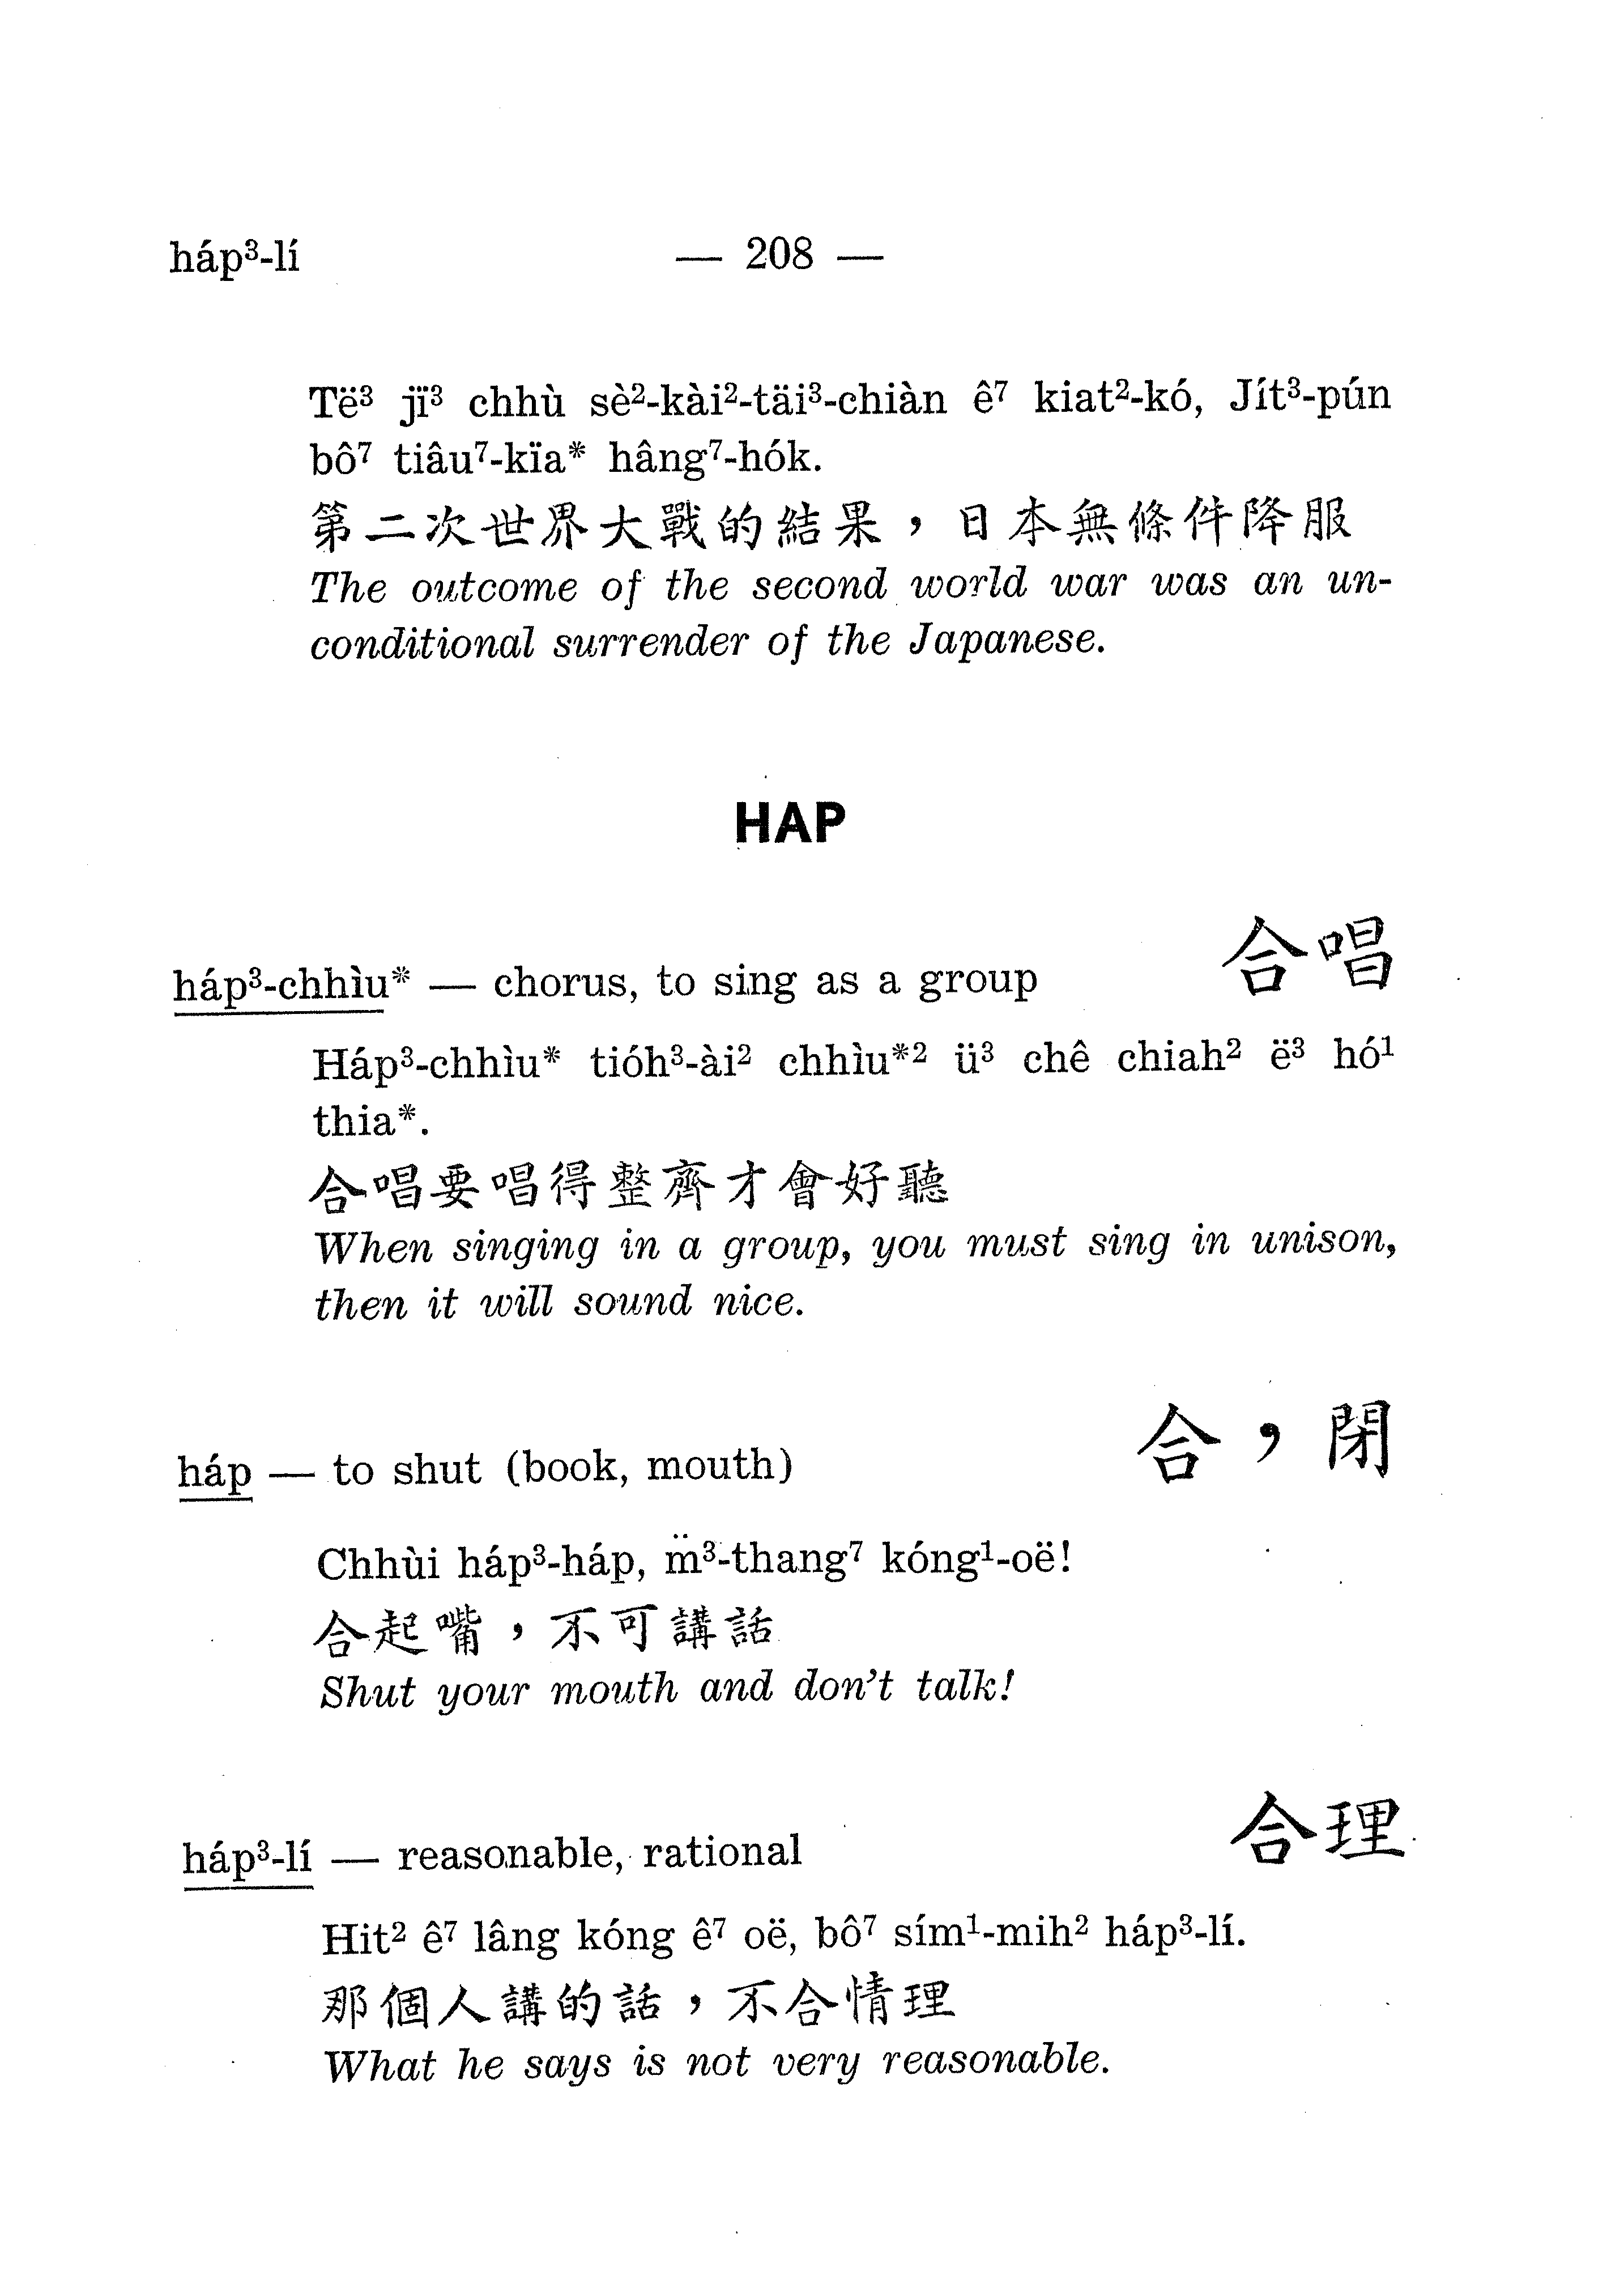 háp³-lí — 208 —
Të³ jï³ chhù sè²-kài²-täi³-chiàn ê⁷ kiat²-kó, Jít³-pún
bô⁷ tiâu⁷-kïa* hâng⁷-hók.
第二次世界大戰的結果，日本無條件降服
The outcome of the second world war was an un-
conditional surrender of the Japanese.
HAP
háp³-chhìu* — chorus, to sing as a group 合唱
Háp³-chhìu* tióh³-ài² chhìu*² ü³ chê chiah² ë³ hó¹
thia*.
合唱要唱得整齊才會好聽
When singing in a group, you must sing in unison,
then it will sound nice.
háp — to shut (book, mouth) 合，閉
Chhùi háp³-háp, m̈³-thang⁷ kóng¹-oë!
合起嘴，不可講話
Shut your mouth and don't talk!
háp³-lí — reasonable, rational 合理
Hit² ê⁷ lâng kóng ê⁷ oë, bô⁷ sím¹-mih² háp³-lí.
那個人講的話，不合情理
What he says is not very reasonable.